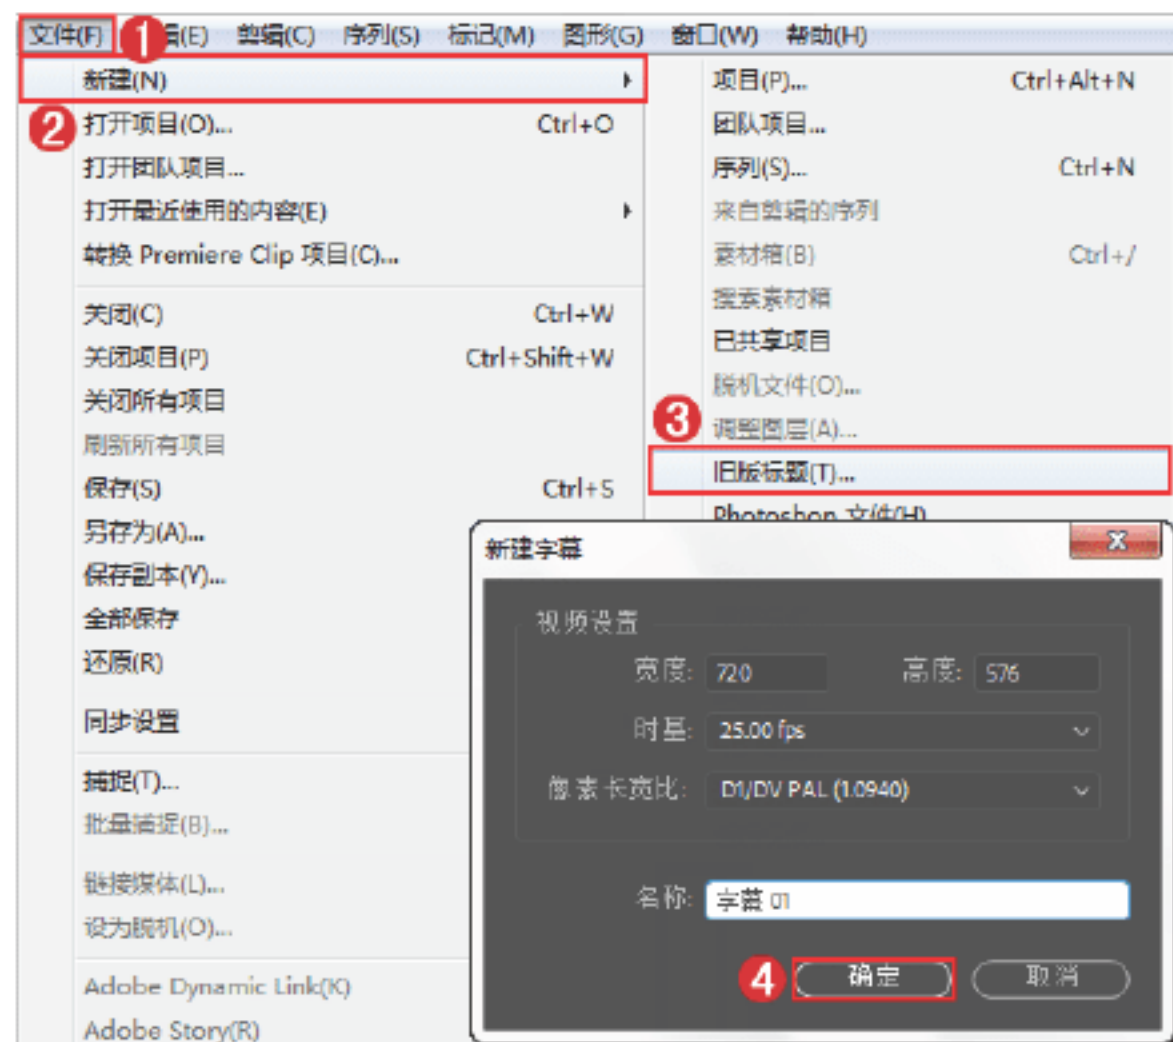 文件(F) 1 辑(E) 剪辑(C) 序列(S) 标记(M) 图形(G) 窗口(W) 帮助(H)
新建(N)
2
打开项目(O)... Ctrl+O
打开团队项目...
打开最近使用的内容(E)
转换 Premiere Clip 项目(C)...
关闭(C) Ctrl+W
关闭项目(P) Ctrl+Shift+W
关闭所有项目
刷新所有项目
保存(S) Ctrl+S
另存为(A)...
保存副本(Y)...
全部保存
还原(R)
同步设置
捕捉(T)...
批量捕捉(B)...
链接媒体(L)...
设为脱机(O)...
Adobe Dynamic Link(K)
Adobe Story(R)
项目(P)... Ctrl+Alt+N
团队项目...
序列(S)... Ctrl+N
来自剪辑的序列
素材箱(B) Ctrl+/
搜索素材箱
已共享项目
脱机文件(O)...
3
调整图层(A)...
旧版标题(T)...
Photoshop 文件(H)
新建字幕
X
视频设置
宽度: 720 高度: 576
时基: 25.00 fps
像素长宽比: D1/DV PAL (1.0940)
名称: 字幕 01
4 确定 取消